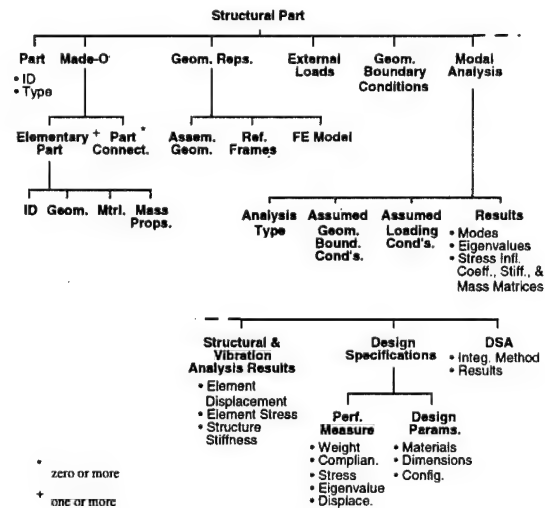 Structural Part
Part
• ID
• Type
Made-O
Geom. Reps.
External
Loads
Geom.
Boundary
Conditions
Modal
Analysis
Elementary +
Part
Part *
Connect.
Assem.
Geom.
Ref.
Frames
FE Model
ID
Geom.
Mtrl.
Mass
Props.
Analysis
Type
Assumed
Geom.
Bound.
Cond's.
Assumed
Loading
Cond's.
Results
• Modes
• Eigenvalues
• Stress Infl.
Coeff., Stiff., &
Mass Matrices
Structural &
Vibration
Analysis Results
• Element
Displacement
• Element Stress
• Structure
Stiffness
Design
Specifications
DSA
• Integ. Method
• Results
Perf.
Measure
• Weight
• Complian.
• Stress
• Eigenvalue
• Displace.
Design
Params.
• Materials
• Dimensions
• Config.
* zero or more
+ one or more